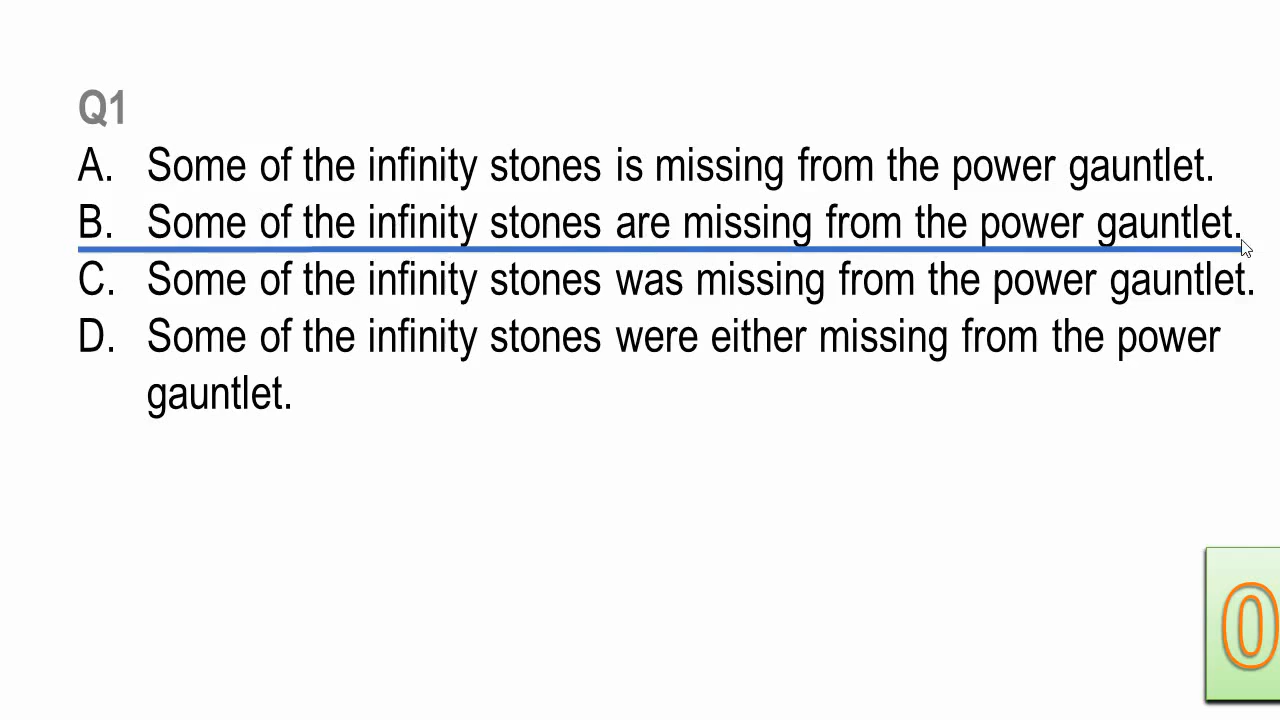 Q1
A. Some of the infinity stones is missing from the power gauntlet.
B. Some of the infinity stones are missing from the power gauntlet.
C. Some of the infinity stones was missing from the power gauntlet.
D. Some of the infinity stones were either missing from the power
gauntlet.
0